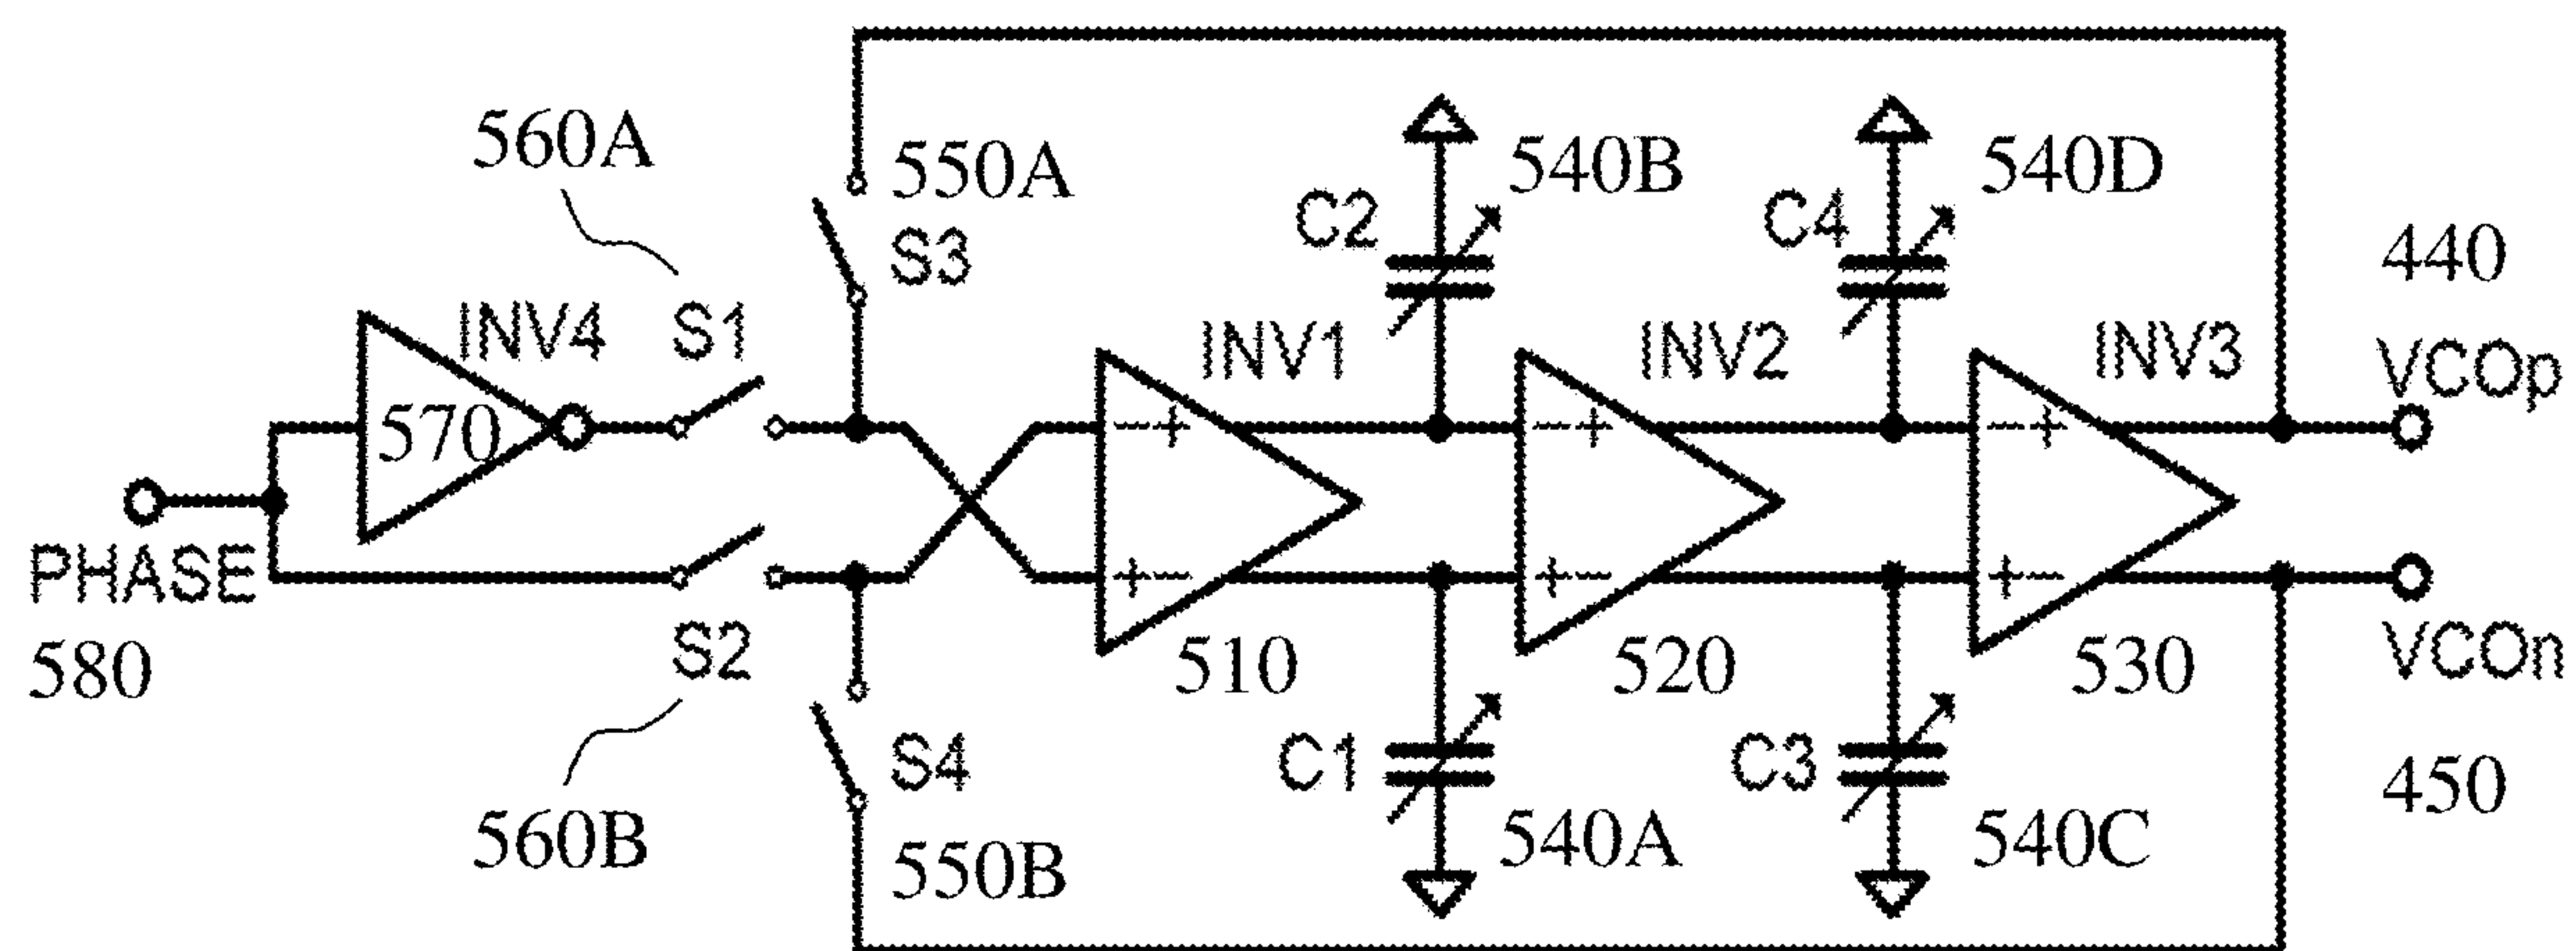 560A
550A
S3
C2
540B
C4
540D
440
VCOp
INV4
570
S1
INV1
INV2
INV3
-+
-+
-+
PHASE
580
S2
560B
+-
+-
+-
510
520
530
VCOn
450
S4
550B
C1
540A
C3
540C